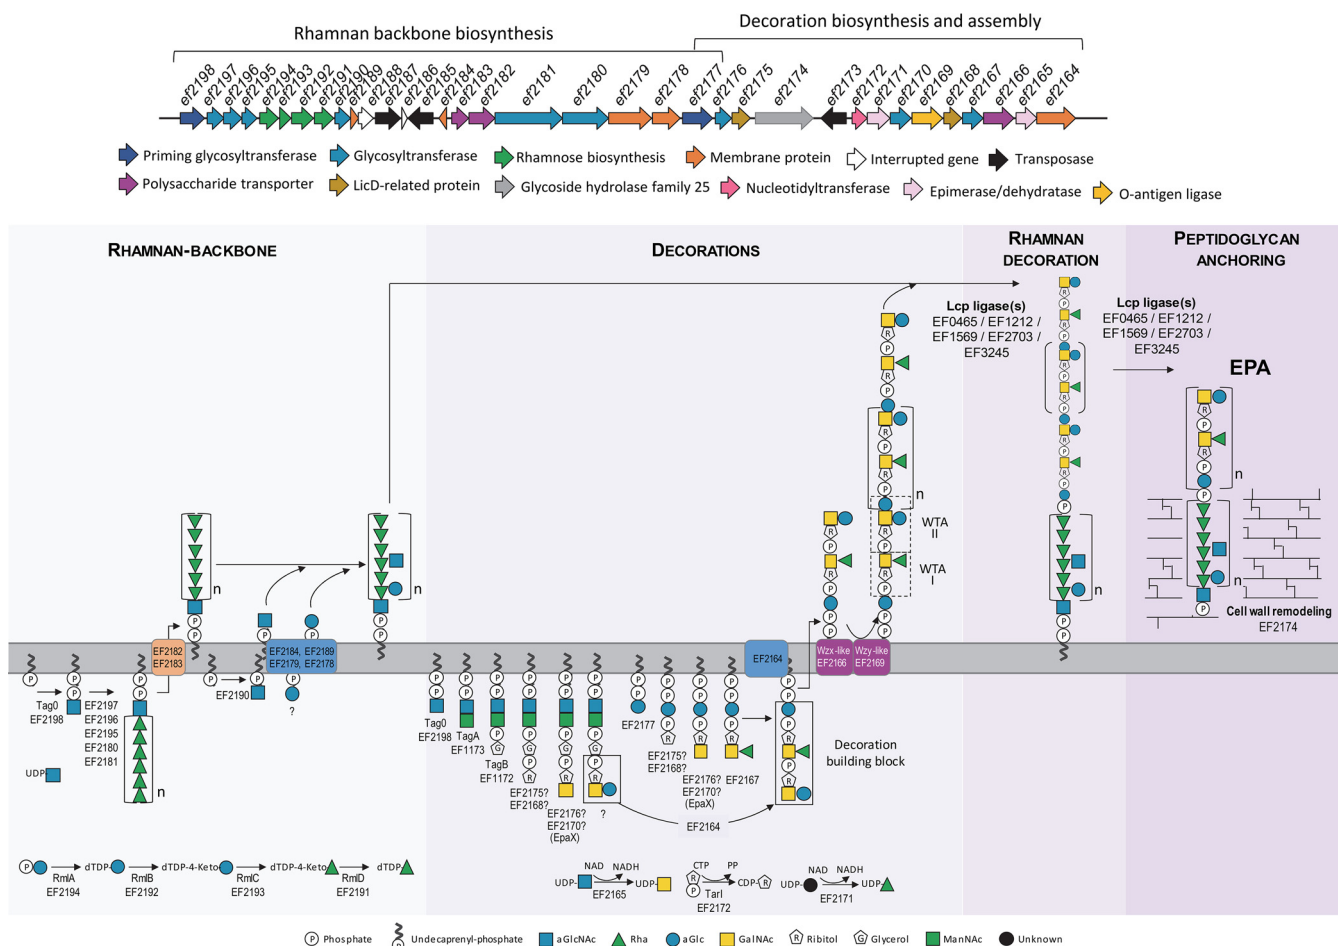 Rhamnan backbone biosynthesis
Decoration biosynthesis and assembly
ef2198 ef2197 ef2196 ef2195 ef2194 ef2193 ef2192 ef2191 ef2190 ef2189 ef2188 ef2187 ef2186 ef2185 ef2184 ef2183 ef2182 ef2181 ef2180 ef2179 ef2178 ef2177 ef2176 ef2175 ef2174 ef2173 ef2172 ef2171 ef2170 ef2169 ef2168 ef2167 ef2166 ef2165 ef2164
Priming glycosyltransferase
Glycosyltransferase
Rhamnose biosynthesis
Membrane protein
Interrupted gene
Transposase
Polysaccharide transporter
LicD-related protein
Glycoside hydrolase family 25
Nucleotidyltransferase
Epimerase/dehydratase
O-antigen ligase
RHAMNAN-BACKBONE
DECORATIONS
RHAMNAN
DECORATION
PEPTIDOGLYCAN
ANCHORING
n
EF2182
EF2183
n
EF2184, EF2189
EF2179, EF2178
P
Tag0
EF2198
P
P
EF2197
EF2196
EF2195
EF2180
EF2181
UDP-
n
P
EF2190
P
?
P
RmlA
EF2194
dTDP-
RmlB
EF2192
dTDP-4-Keto
RmlC
EF2193
dTDP-4-Keto
RmlD
EF2191
dTDP-
Tag0
EF2198
TagA
EF1173
TagB
EF1172
EF2175?
EF2168?
EF2176?
EF2170?
(EpaX)
?
EF2164
EF2177
EF2175?
EF2168?
EF2176?
EF2170?
(EpaX)
EF2167
EF2164
Decoration
building block
Wzx-like
EF2166
Wzy-like
EF2169
n
WTA
II
WTA
I
UDP-
NAD NADH
EF2165
UDP-
R
P
CTP PP
TarI
EF2172
CDP-R
UDP-
NAD NADH
EF2171
UDP-
Lcp ligase(s)
EF0465 / EF1212 /
EF1569 / EF2703 /
EF3245
n
Lcp ligase(s)
EF0465 / EF1212 /
EF1569 / EF2703 /
EF3245
EPA
n
n
Cell wall remodeling
EF2174
P Phosphate
P Undecaprenyl-phosphate
aGlcNAc
Rha
aGlc
GalNAc
R Ribitol
G Glycerol
ManNAc
Unknown